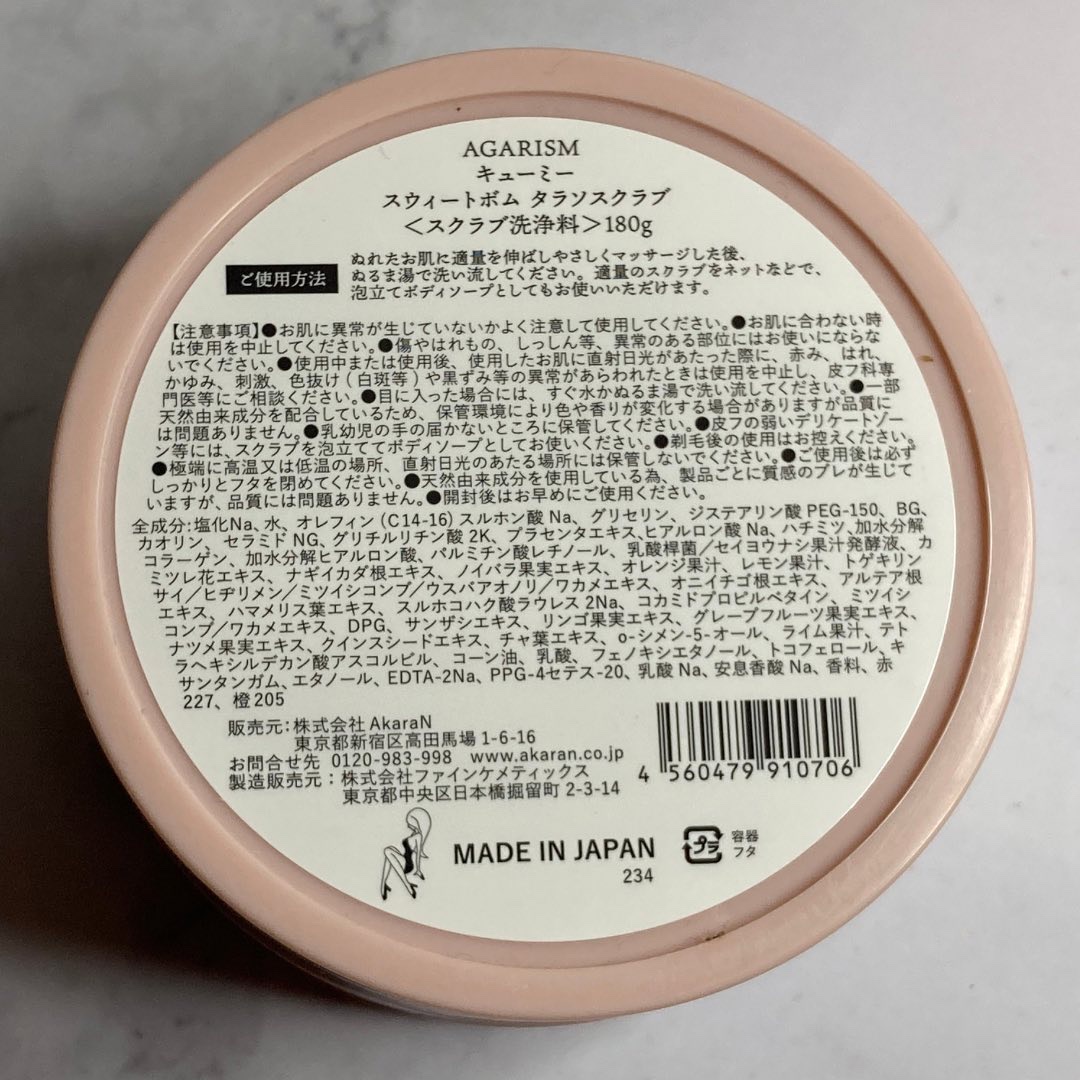 AGARISM
キューミー
スウィートボム タラソスクラブ
＜スクラブ洗浄料＞180g
ご使用方法
ぬれたお肌に適量を伸ばしやさしくマッサージした後、
ぬるま湯で洗い流してください。適量のスクラブをネットなどで、
泡立てボディソープとしてもお使いいただけます。
【注意事項】●お肌に異常が生じていないかよく注意して使用してください。●お肌に合わない時
は使用を中止してください。●傷やはれもの、しっしん等、異常のある部位にはお使いにならな
いでください。●使用中または使用後、使用したお肌に直射日光があたった際に、赤み、はれ、
かゆみ、刺激、色抜け(白斑等)や黒ずみ等の異常があらわれたときは使用を中止し、皮フ科専
門医等にご相談ください。●目に入った場合には、すぐ水かぬるま湯で洗い流してください。●一部
天然由来成分を配合しているため、保管環境により色や香りが変化する場合がありますが品質に
は問題ありません。●乳幼児の手の届かないところに保管してください。●皮フの弱いデリケートゾー
ン等には、スクラブを泡立ててボディソープとしてお使いください。●剃毛後の使用はお控えください。
●極端に高温又は低温の場所、直射日光のあたる場所には保管しないでください。●ご使用後は必ず
しっかりとフタを閉めてください。●天然由来成分を使用している為、製品ごとに質感のブレが生じて
いますが、品質には問題ありません。●開封後はお早めにご使用ください。
全成分:塩化Na、水、オレフィン(C14-16)スルホン酸Na、グリセリン、ジステアリン酸PEG-150、BG、
カオリン、セラミドNG、グリチルリチン酸2K、プラセンタエキス、ヒアルロン酸Na、ハチミツ、加水分解
コラーゲン、加水分解ヒアルロン酸、パルミチン酸レチノール、乳酸桿菌/セイヨウナシ果汁発酵液、カ
ミツレ花エキス、ナギイカダ根エキス、ノイバラ果実エキス、オレンジ果汁、レモン果汁、トゲキリン
サイ/ヒヂリメン/ミツイシコンブ/ウスバアオノリ/ワカメエキス、オニイチゴ根エキス、アルテア根
エキス、ハマメリス葉エキス、スルホコハク酸ラウレス2Na、コカミドプロピルベタイン、ミツイシ
コンブ/ワカメエキス、DPG、サンザシエキス、リンゴ果実エキス、グレープフルーツ果実エキス、
ナツメ果実エキス、クインスシードエキス、チャ葉エキス、o-シメン-5-オール、ライム果汁、テト
ラヘキシルデカン酸アスコルビル、コーン油、乳酸、フェノキシエタノール、トコフェロール、キ
サンタンガム、エタノール、EDTA-2Na、PPG-4セテス-20、乳酸Na、安息香酸Na、香料、赤
227、橙205
販売元：株式会社AkaraN
東京都新宿区高田馬場1-6-16
お問合せ先 0120-983-998 www.akaran.co.jp
製造販売元：株式会社ファインケメティックス
東京都中央区日本橋掘留町2-3-14
4 560479 910706
MADE IN JAPAN
234
プラ
容器
フタ